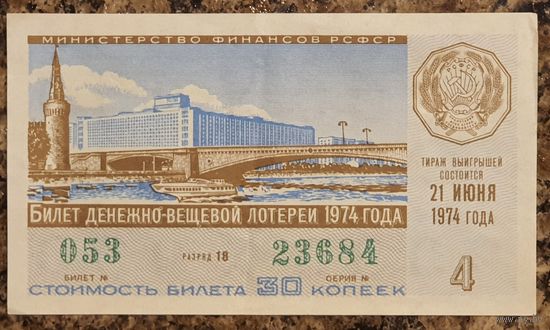 МИНИСТЕРСТВО ФИНАНСОВ РСФСР
ТИРАЖ ВЫИГРЫШЕЙ
СОСТОИТСЯ
21 ИЮНЯ
1974 ГОДА
БИЛЕТ ДЕНЕЖНО-ВЕЩЕВОЙ ЛОТЕРЕИ 1974 ГОДА
053 РАЗРЯД 18 23684
БИЛЕТ № СЕРИЯ №
4
СТОИМОСТЬ БИЛЕТА 30 КОПЕЕК